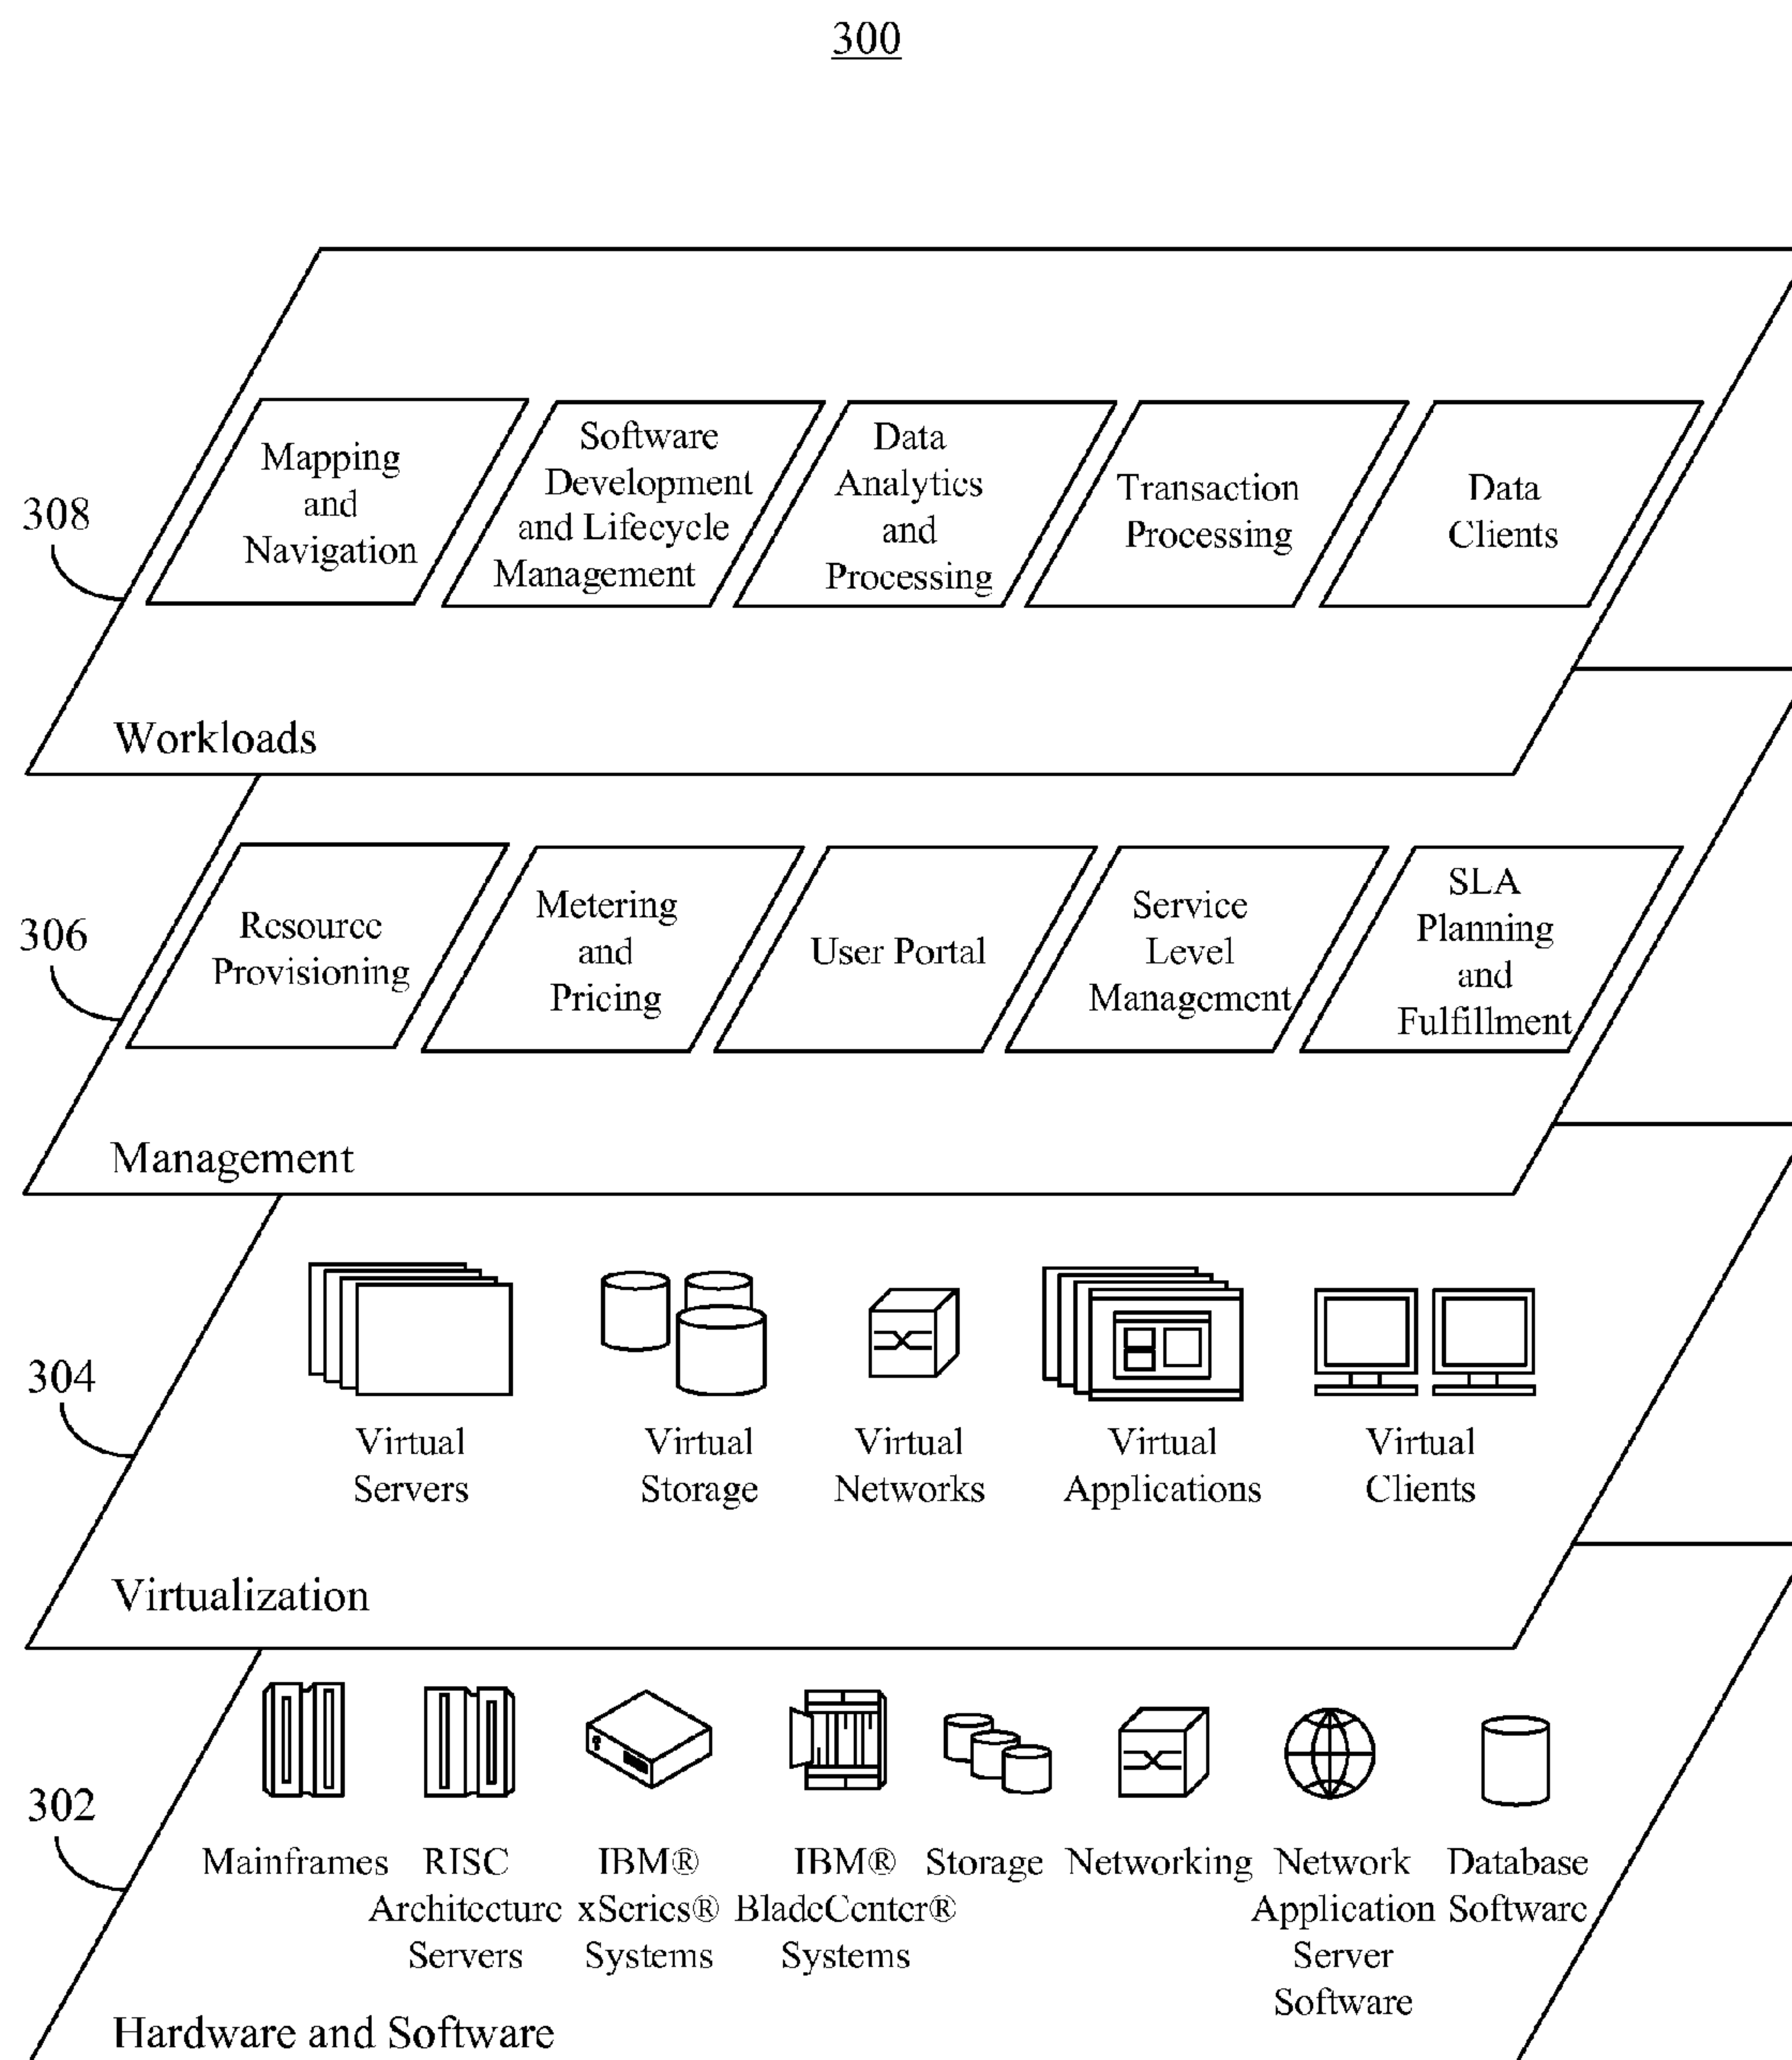 300
308
Mapping
and
Navigation
Software
Development
and Lifecycle
Management
Data
Analytics
and
Processing
Transaction
Processing
Data
Clients
Workloads
306
Resource
Provisioning
Metering
and
Pricing
User Portal
Service
Level
Management
SLA
Planning
and
Fulfillment
Management
304
Virtual
Servers
Virtual
Storage
Virtual
Networks
Virtual
Applications
Virtual
Clients
Virtualization
302
Mainframes
RISC
Architecture
Servers
IBM®
xSeries®
Systems
IBM®
BladeCenter®
Systems
Storage
Networking
Network
Application
Server
Software
Database
Software
Hardware and Software